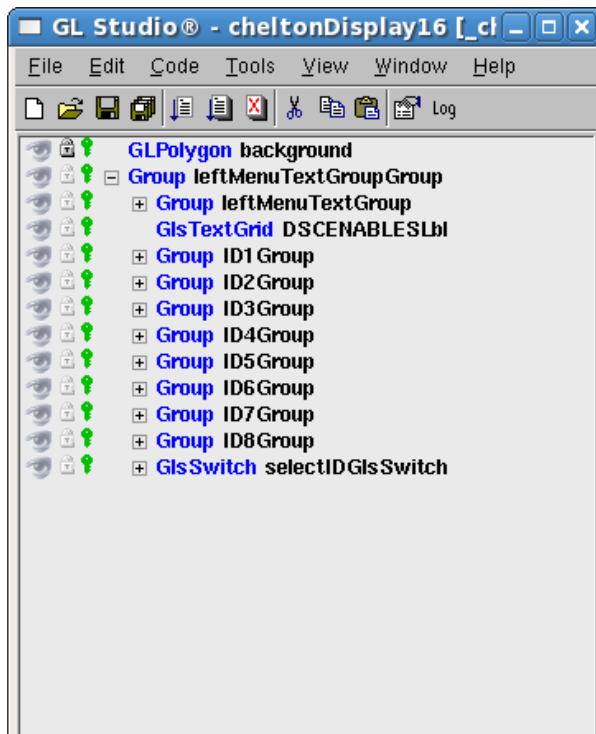 GL Studio® - cheltonDisplay16 [_cl
File Edit Code Tools View Window Help
Log
GLPolygon background
Group leftMenuTextGroupGroup
Group leftMenuTextGroup
GlsTextGrid DSCENABLESLbl
Group ID1Group
Group ID2Group
Group ID3Group
Group ID4Group
Group ID5Group
Group ID6Group
Group ID7Group
Group ID8Group
GlsSwitch selectIDGlsSwitch